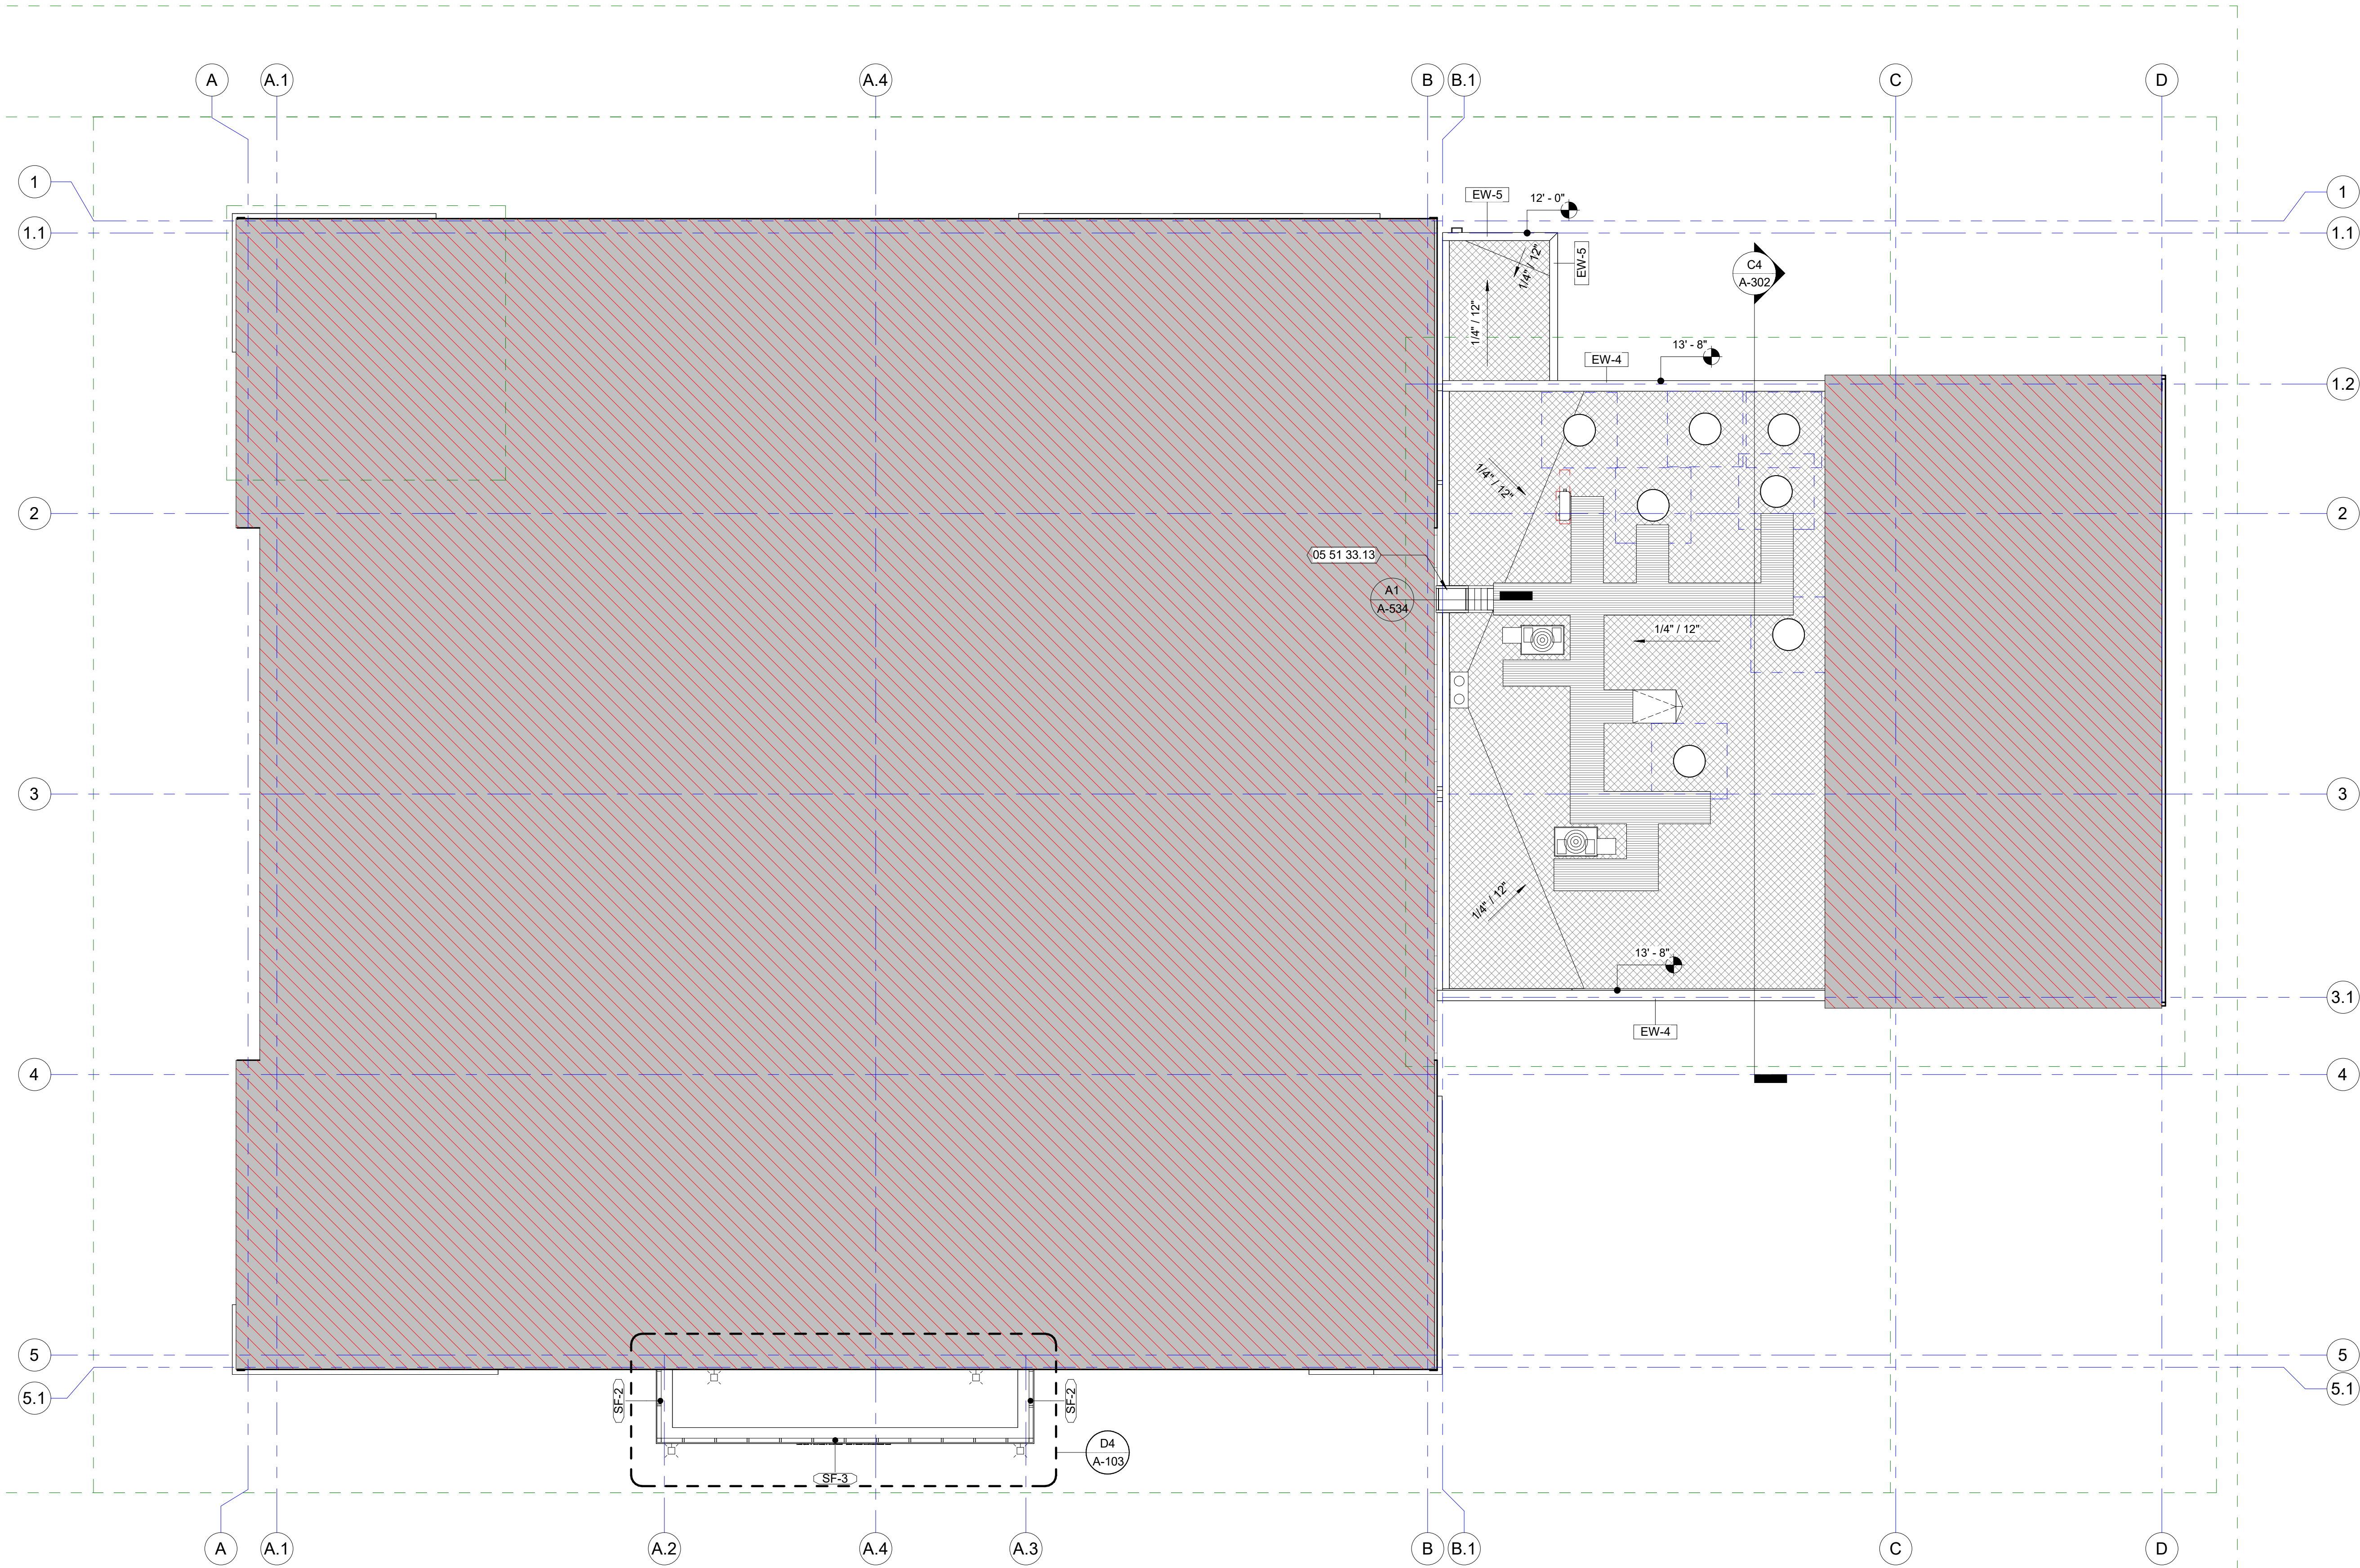 A
A.1
A.4
B
B.1
C
D
1
1
1.1
1.1
EW-5
12' - 0"
EW-5
1/4" / 12"
1/4" / 12"
C4
A-302
13' - 8"
EW-4
1.2
1/4" / 12"
2
2
05 51 33.13
A1
A-534
1/4" / 12"
3
3
1/4" / 12"
13' - 8"
3.1
EW-4
4
4
5
5
5.1
5.1
SF-2
SF-2
D4
A-103
SF-3
A
A.1
A.2
A.4
A.3
B
B.1
C
D